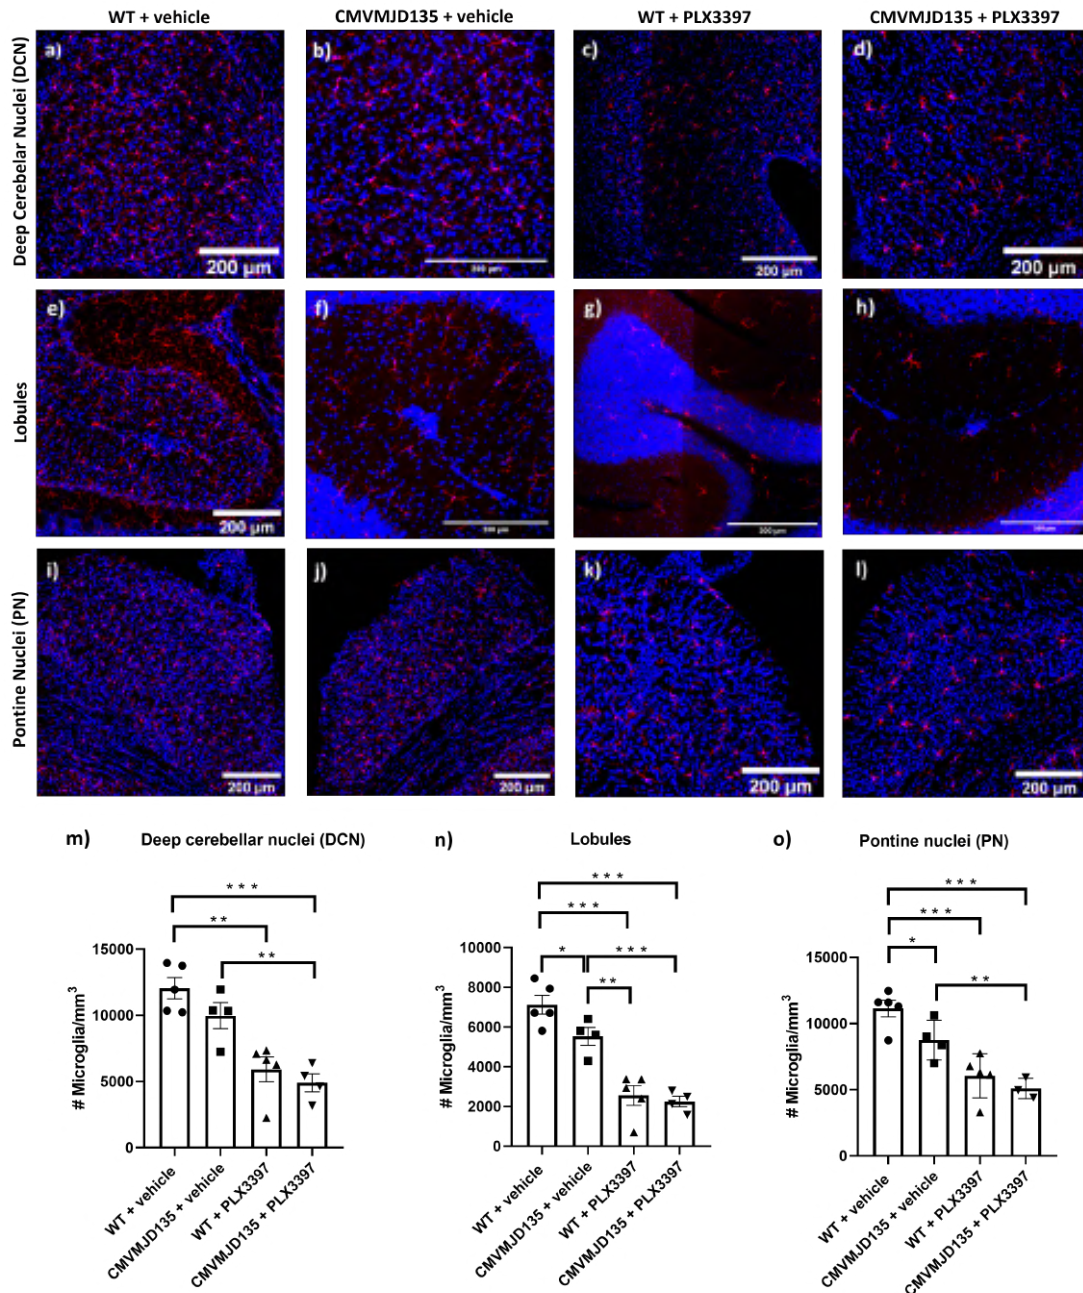 WT + vehicle
CMVMJD135 + vehicle
WT + PLX3397
CMVMJD135 + PLX3397
Deep Cerebelar Nuclei (DCN)
a)
b)
c)
d)
200 µm
200 µm
200 µm
Lobules
e)
f)
g)
h)
200 µm
Pontine Nuclei (PN)
i)
j)
k)
l)
200 µm
200 µm
200 µm
200 µm
m)
Deep cerebellar nuclei (DCN)
* * *
* *
* *
15000
10000
5000
0
# Microglia/mm³
WT + vehicle
CMVMJD135 + vehicle
WT + PLX3397
CMVMJD135 + PLX3397
n)
Lobules
* * *
* * *
*
* * *
* *
10000
8000
6000
4000
2000
0
# Microglia/mm³
WT + vehicle
CMVMJD135 + vehicle
WT + PLX3397
CMVMJD135 + PLX3397
o)
Pontine nuclei (PN)
* * *
* * *
*
* *
15000
10000
5000
0
# Microglia/mm³
WT + vehicle
CMVMJD135 + vehicle
WT + PLX3397
CMVMJD135 + PLX3397